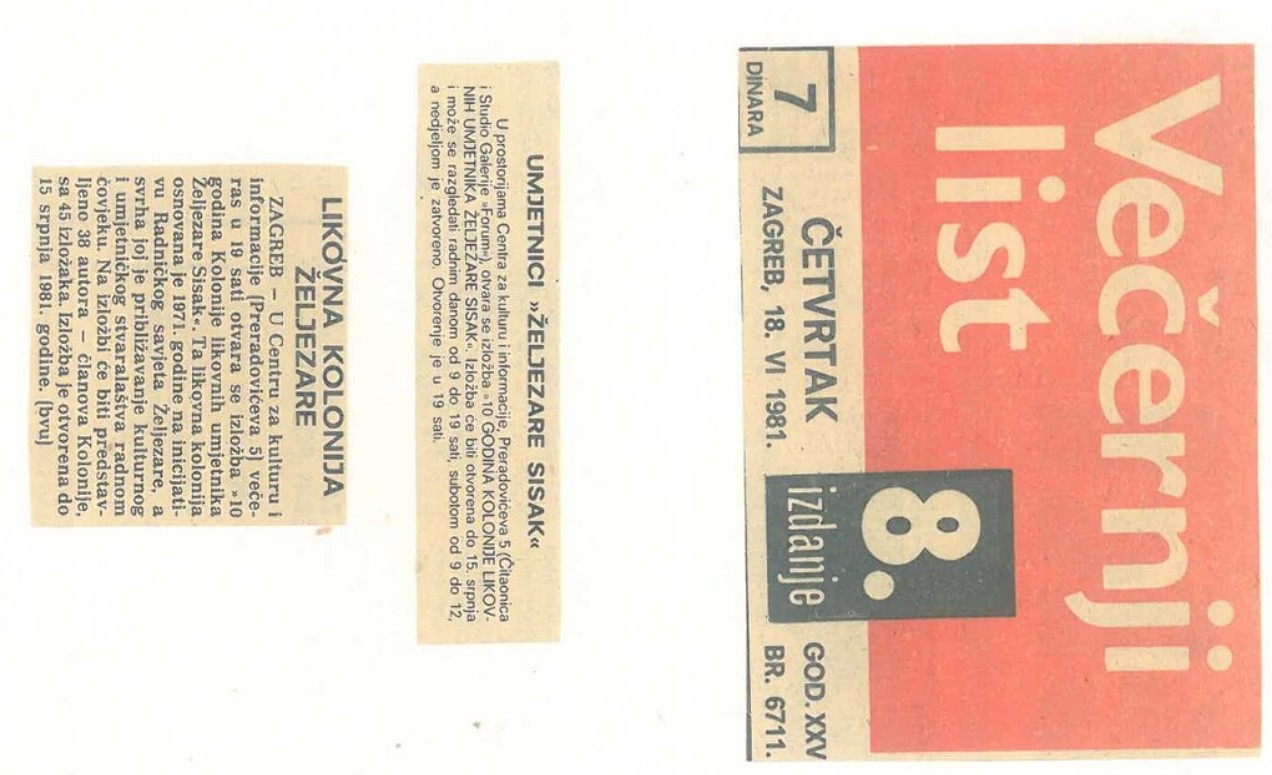 Večernji
list
7
DINARA
ČETVRTAK
ZAGREB, 18. VI 1981.
8.
izdanje
GOD. XXV
BR. 6711.
UMJETNICI »ŽELJEZARE SISAK«
U prostorijama Centra za kulturu i informacije, Preradovićeva 5 (Čitaonica
i Studio Galerije »Forum«), otvara se izložba »10 GODINA KOLONIJE LIKOV-
NIH UMJETNIKA ŽELJEZARE SISAK«. Izložba će biti otvorena do 15. srpnja
i može se razgledati radnim danom od 9 do 19 sati, subotom od 9 do 12,
a nedjeljom je zatvoreno. Otvorenje je u 19 sati.
LIKOVNA KOLONIJA
ŽELJEZARE
ZAGREB – U Centru za kulturu i
informacije (Preradovićeva 5) veče-
ras u 19 sati otvara se izložba »10
godina Kolonije likovnih umjetnika
Željezare Sisak«. Ta likovna kolonija
osnovana je 1971. godine na inicijati-
vu Radničkog savjeta Željezare, a
svrha joj je približavanje kulturnog
i umjetničkog stvaralaštva radnom
čovjeku. Na izložbi će biti predstav-
ljeno 38 autora – članova Kolonije,
sa 45 izložaka. Izložba je otvorena do
15 srpnja 1981. godine. (bvu)